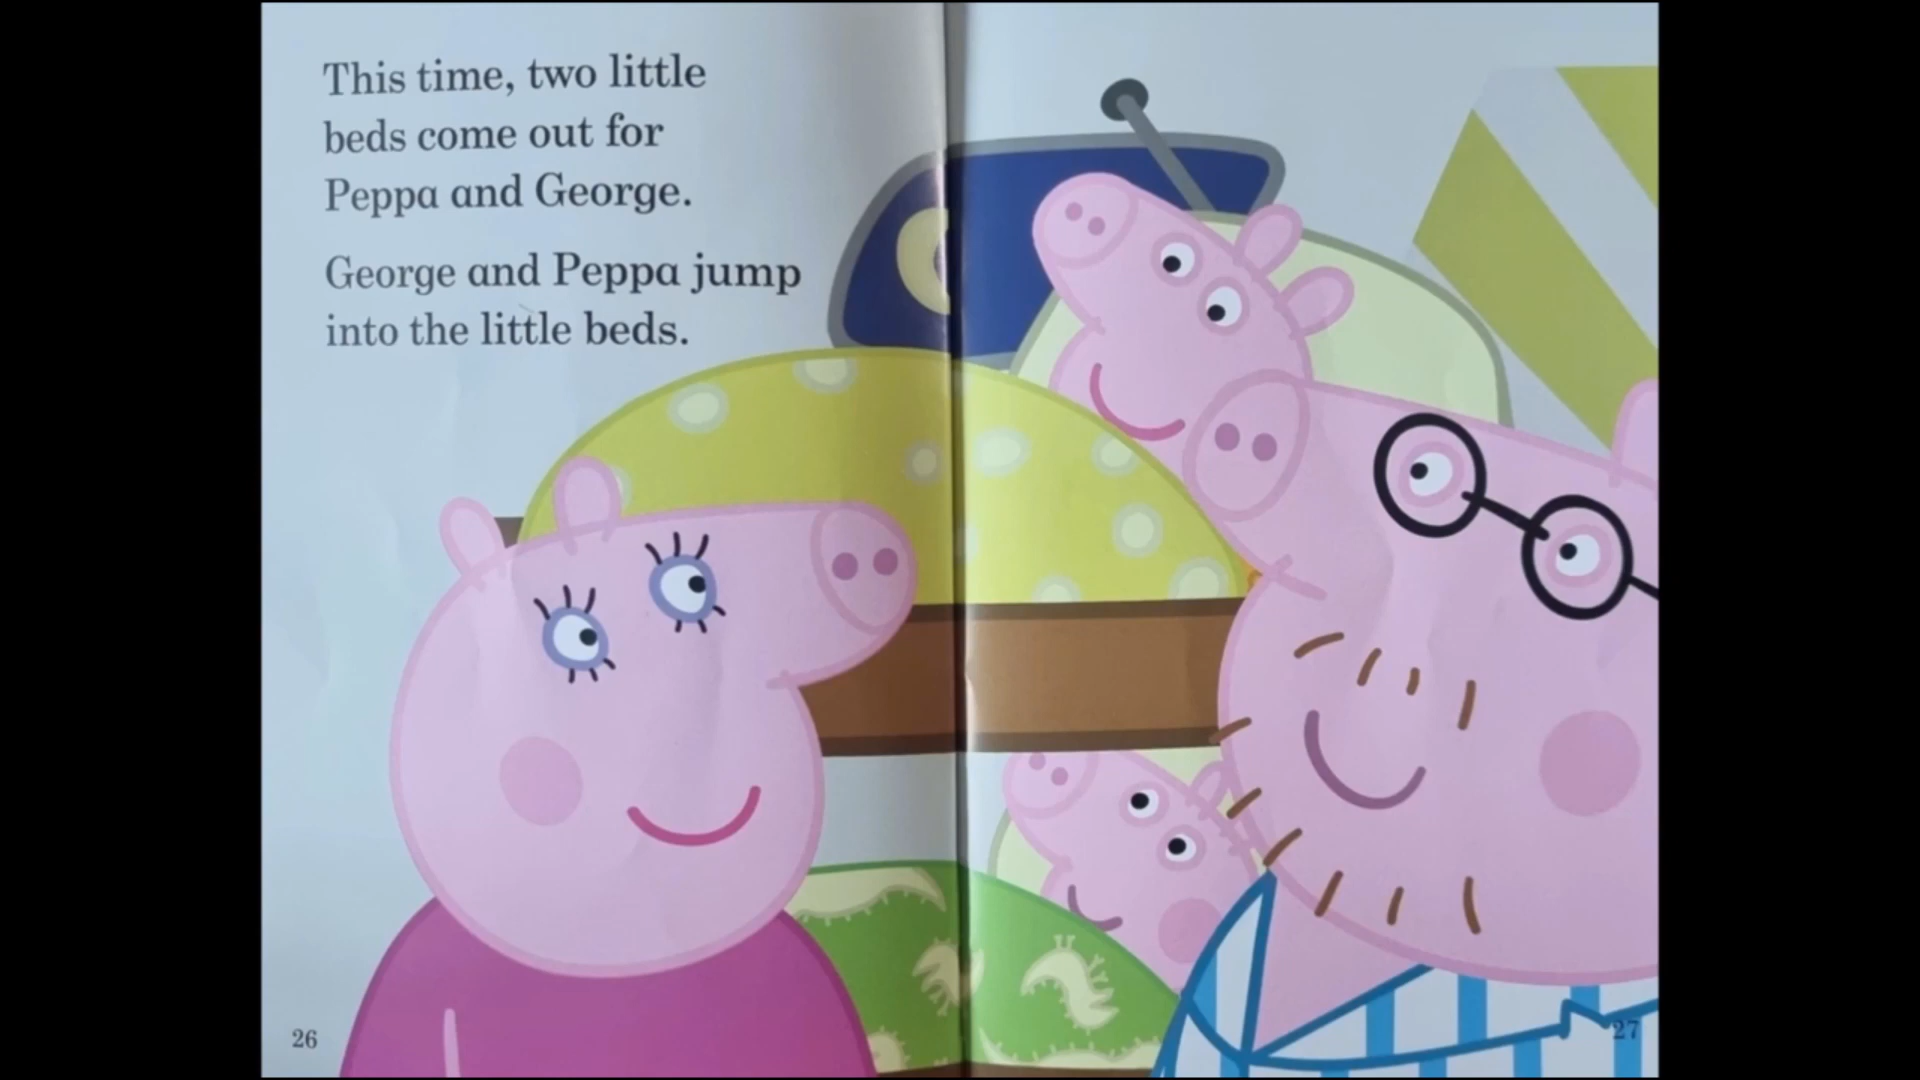 This time, two little
beds come out for
Peppa and George.
George and Peppa jump
into the little beds.
26
27